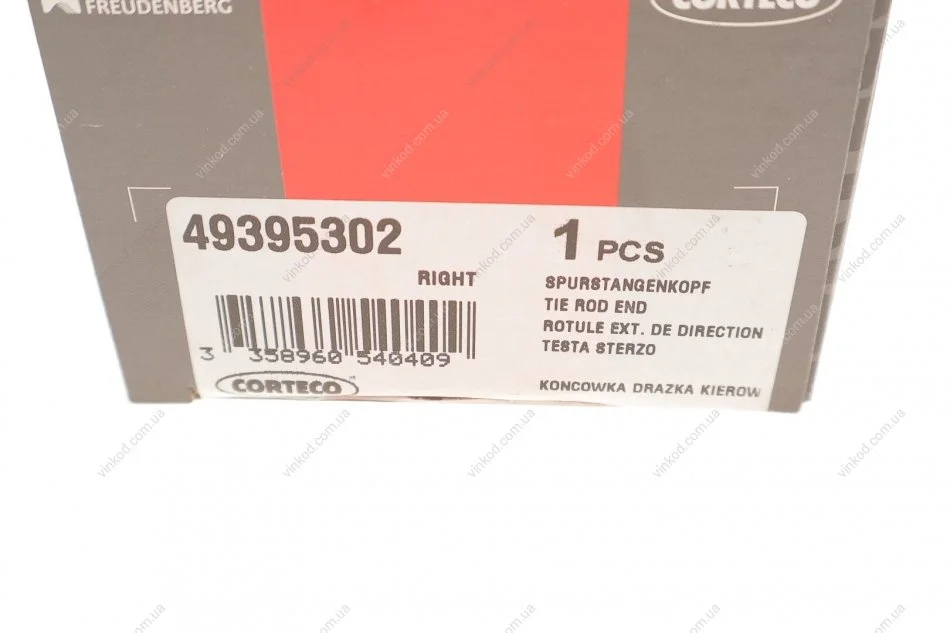 FREUDENBERG
CORTECO
49395302
1 PCS
RIGHT
SPURSTANGENKOPF
TIE ROD END
ROTULE EXT. DE DIRECTION
TESTA STERZO
3 358960 540409
CORTECO
KONCOWKA DRAZKA KIEROW
vinkod.com.ua